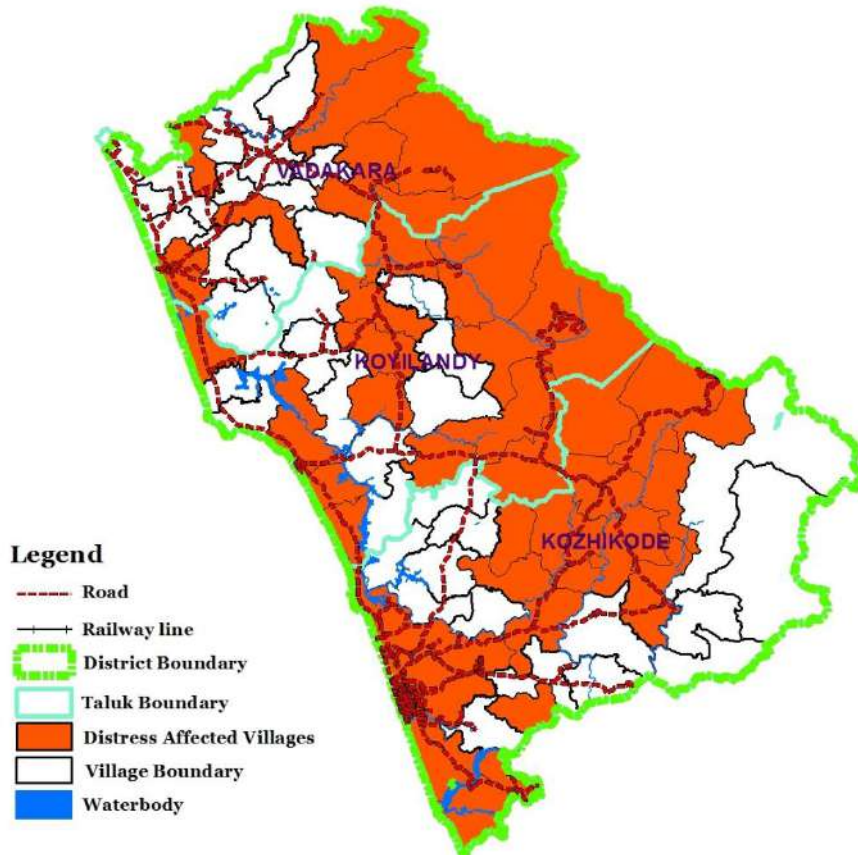 VADAKARA
KOYILANDY
KOZHIKODE
Legend
Road
Railway line
District Boundary
Taluk Boundary
Distress Affected Villages
Village Boundary
Waterbody